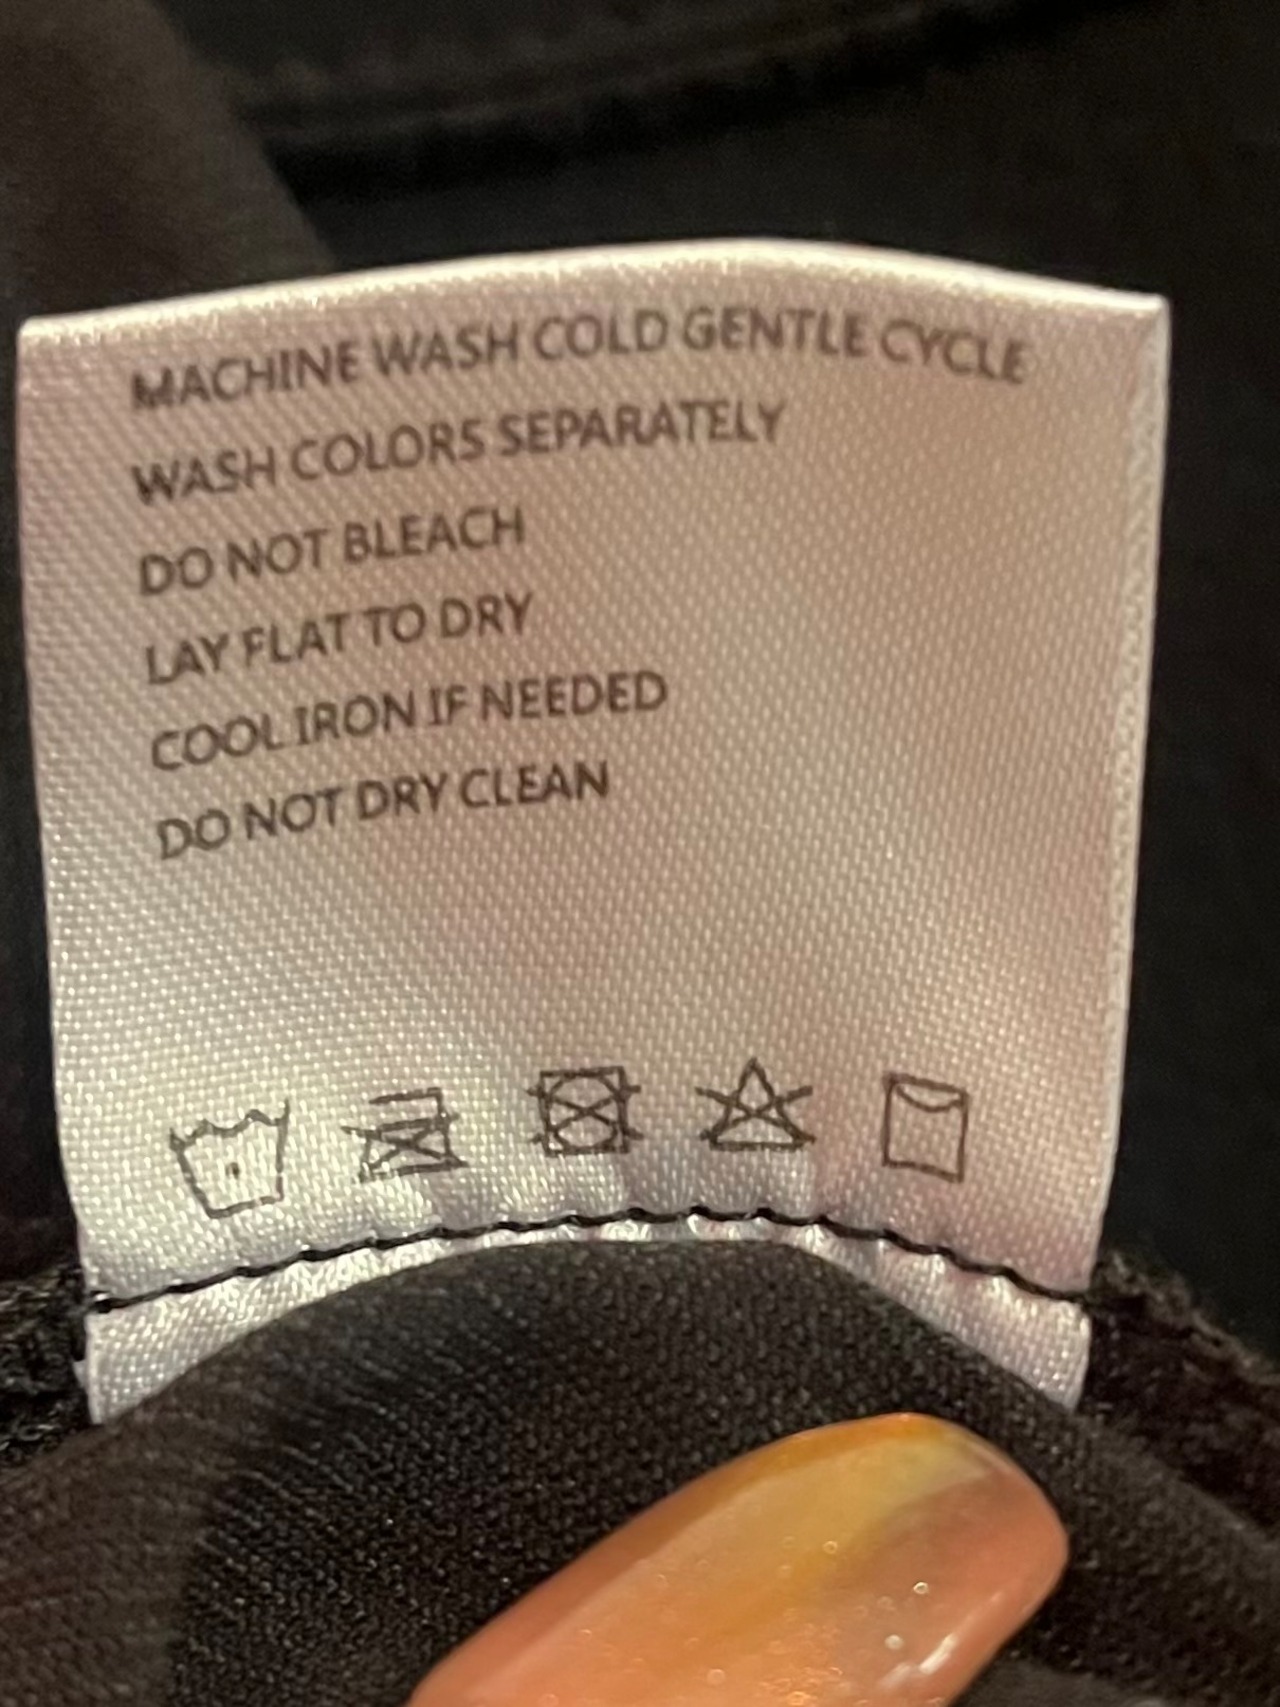 MACHINE WASH COLD GENTLE CYCLE
WASH COLORS SEPARATELY
DO NOT BLEACH
LAY FLAT TO DRY
COOL IRON IF NEEDED
DO NOT DRY CLEAN